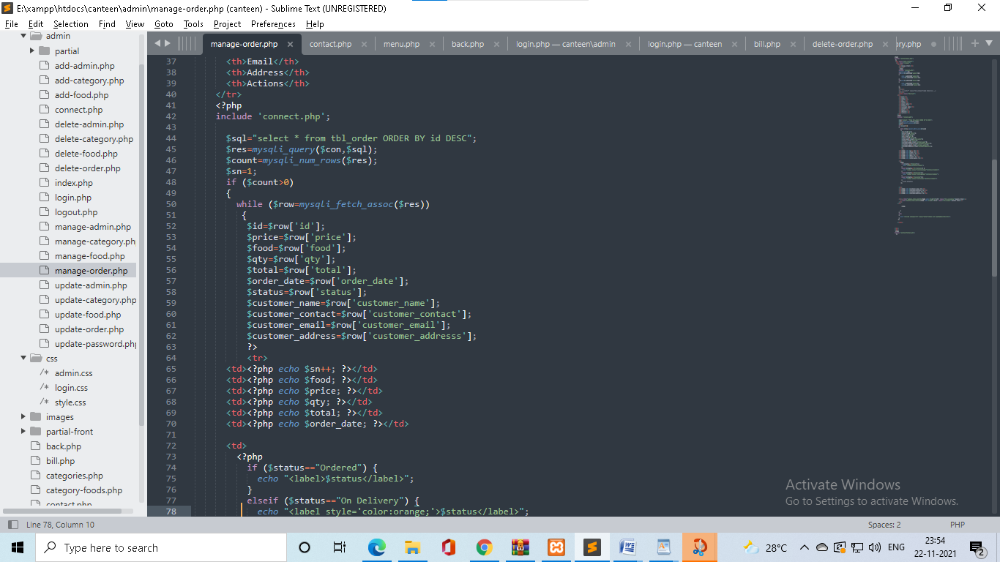 E:\xampp\htdocs\canteen\admin\manage-order.php (canteen) - Sublime Text (UNREGISTERED)
File Edit Selection Find View Goto Tools Project Preferences Help
admin
partial
add-admin.php
add-category.php
add-food.php
connect.php
delete-admin.php
delete-category.php
delete-food.php
delete-order.php
index.php
login.php
logout.php
manage-admin.php
manage-category.ph
manage-food.php
manage-order.php
update-admin.php
update-category.php
update-food.php
update-order.php
update-password.php
css
/* admin.css
/* login.css
/* style.css
images
partial-front
back.php
bill.php
categories.php
category-foods.php
contact.php
manage-order.php contact.php menu.php back.php login.php — canteen\admin login.php — canteen bill.php delete-order.php ory.php
37 <th>Email</th>
38 <th>Address</th>
39 <th>Actions</th>
40 </tr>
41 <?php
42 include 'connect.php';
43
44 $sql="select * from tbl_order ORDER BY id DESC";
45 $res=mysqli_query($con,$sql);
46 $count=mysqli_num_rows($res);
47 $sn=1;
48 if ($count>0)
49 {
50 while ($row=mysqli_fetch_assoc($res))
51 {
52 $id=$row['id'];
53 $price=$row['price'];
54 $food=$row['food'];
55 $qty=$row['qty'];
56 $total=$row['total'];
57 $order_date=$row['order_date'];
58 $status=$row['status'];
59 $customer_name=$row['customer_name'];
60 $customer_contact=$row['customer_contact'];
61 $customer_email=$row['customer_email'];
62 $customer_address=$row['customer_addresss'];
63 ?>
64 <tr>
65 <td><?php echo $sn++; ?></td>
66 <td><?php echo $food; ?></td>
67 <td><?php echo $price; ?></td>
68 <td><?php echo $qty; ?></td>
69 <td><?php echo $total; ?></td>
70 <td><?php echo $order_date; ?></td>
71
72 <td>
73 <?php
74 if ($status=="Ordered") {
75 echo "<label>$status</label>";
76 }
77 elseif ($status=="On Delivery") {
78 echo "<label style='color:orange;'>$status</label>";
Activate Windows
Go to Settings to activate Windows.
Line 78, Column 10 Spaces: 2 PHP
Type here to search
28°C ENG 23:54
22-11-2021
2